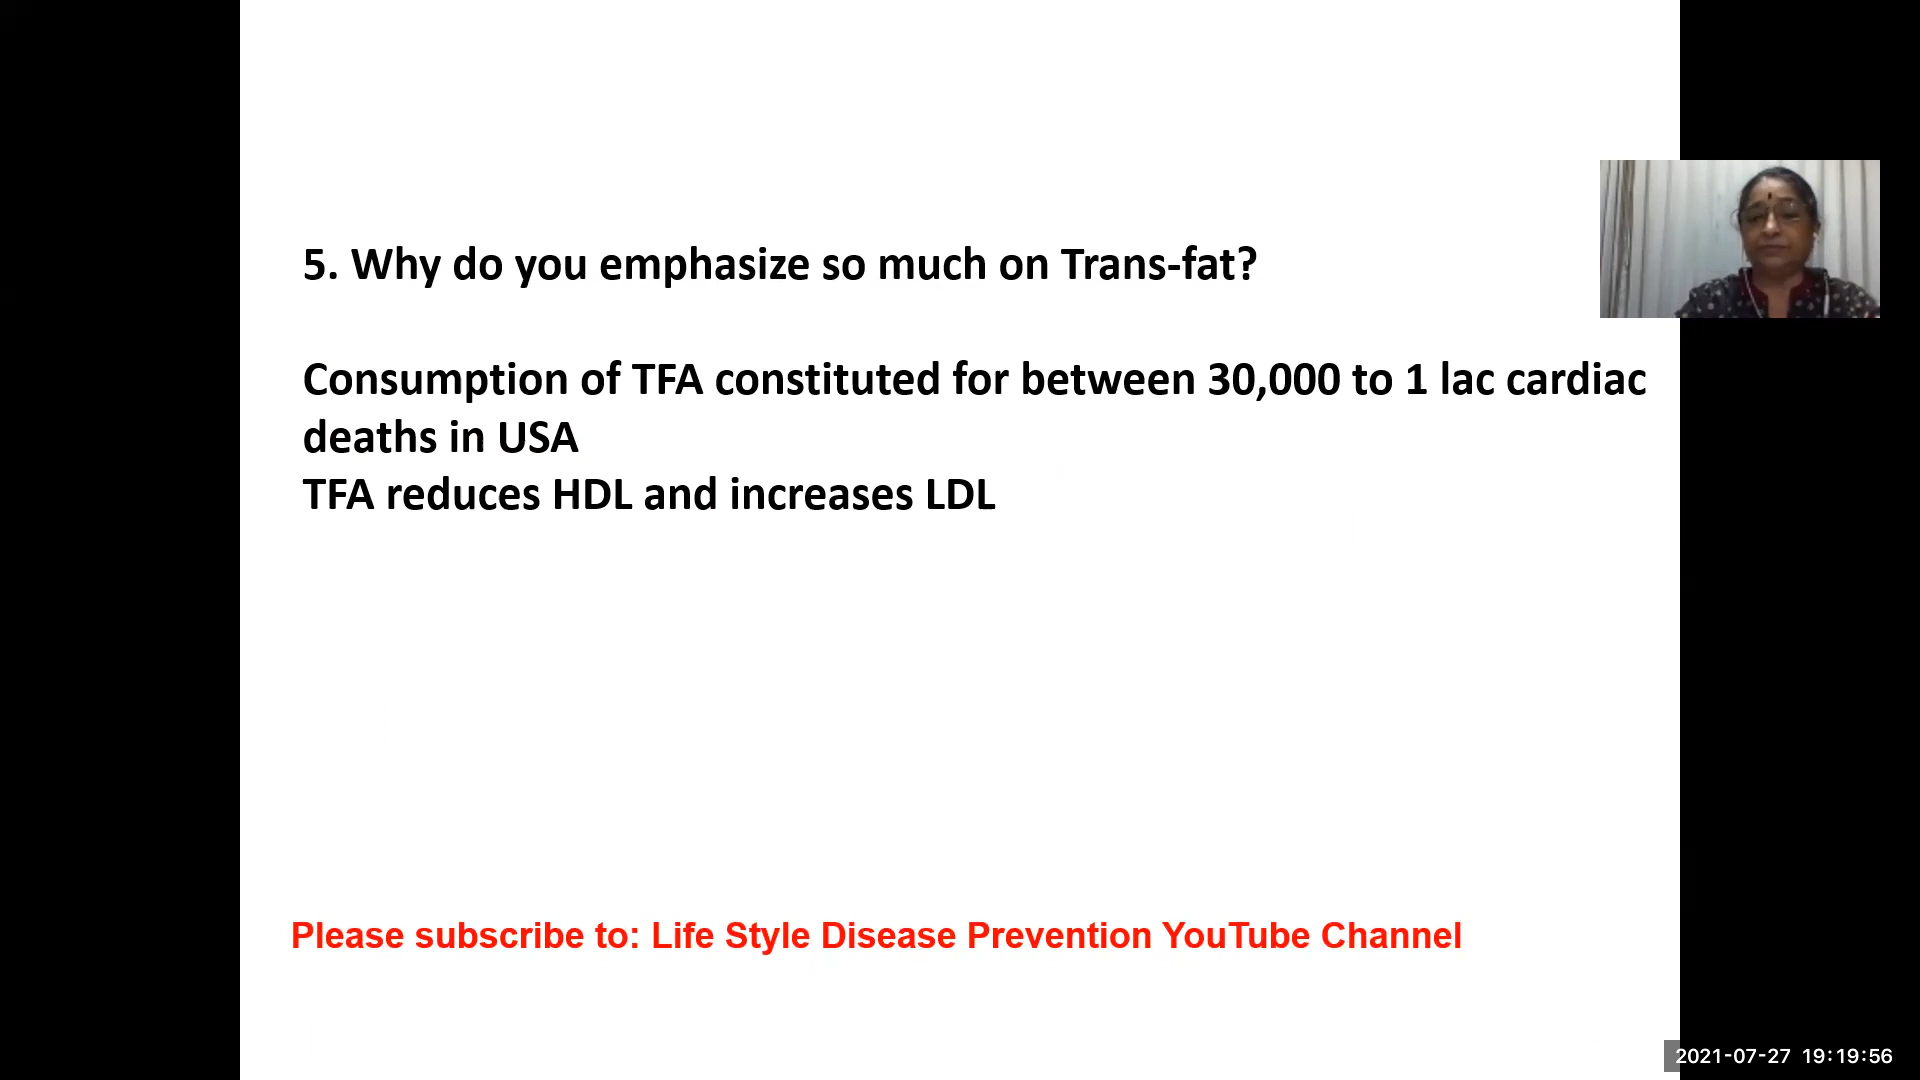 5. Why do you emphasize so much on Trans-fat?
Consumption of TFA constituted for between 30,000 to 1 lac cardiac
deaths in USA
TFA reduces HDL and increases LDL
Please subscribe to: Life Style Disease Prevention YouTube Channel
2021-07-27 19:19:56